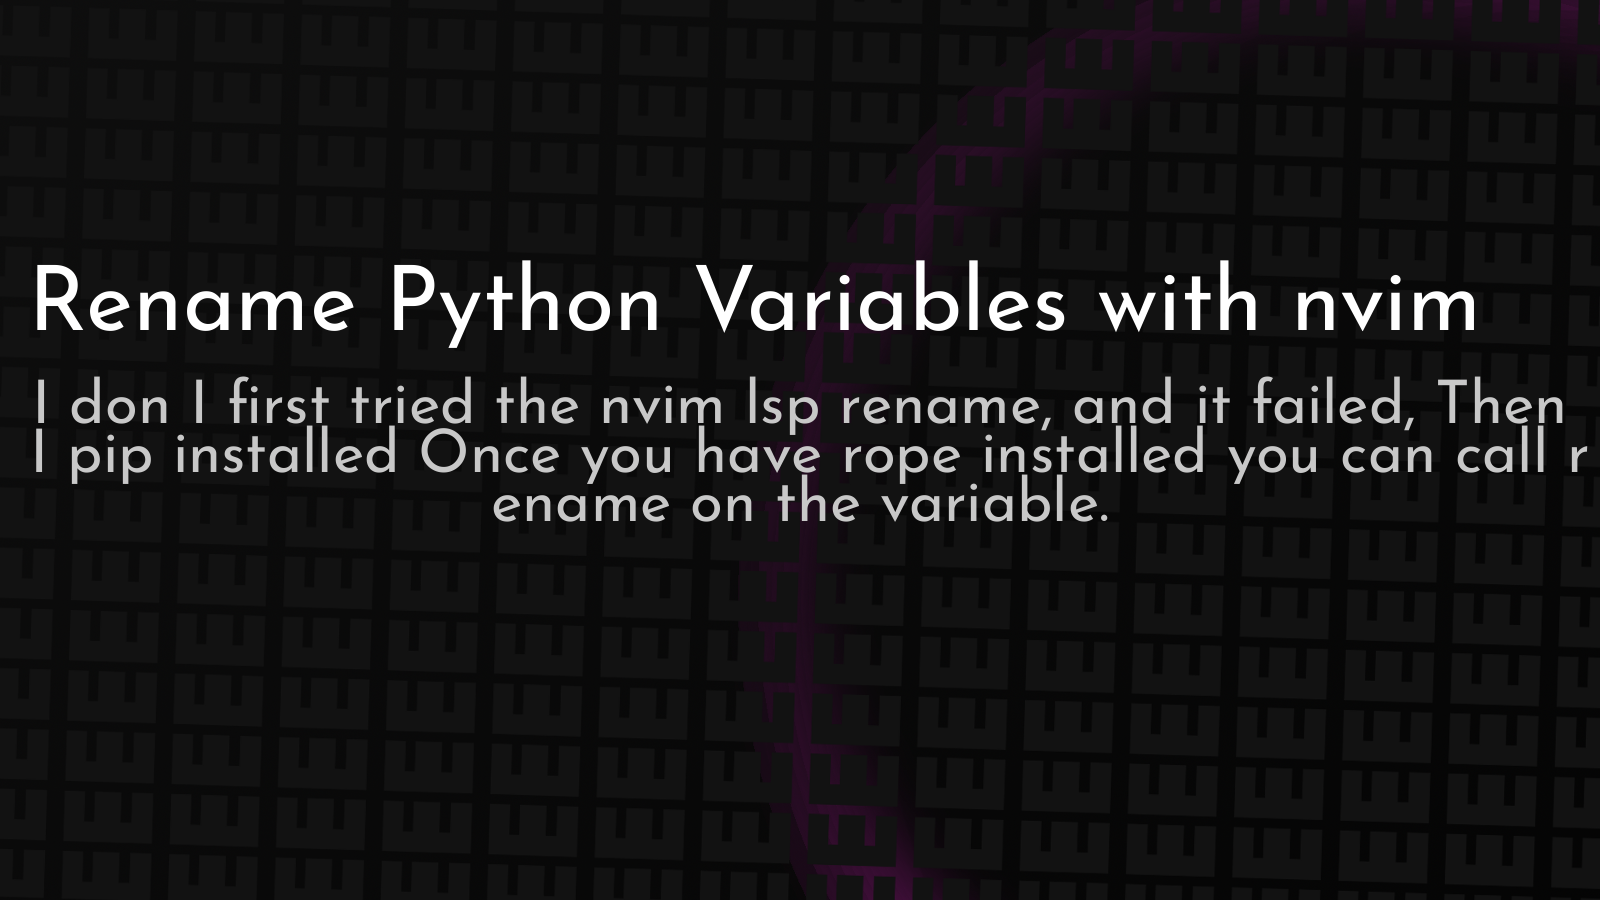 Rename Python Variables with nvim
I don I first tried the nvim lsp rename, and it failed, Then
I pip installed Once you have rope installed you can call r
ename on the variable.